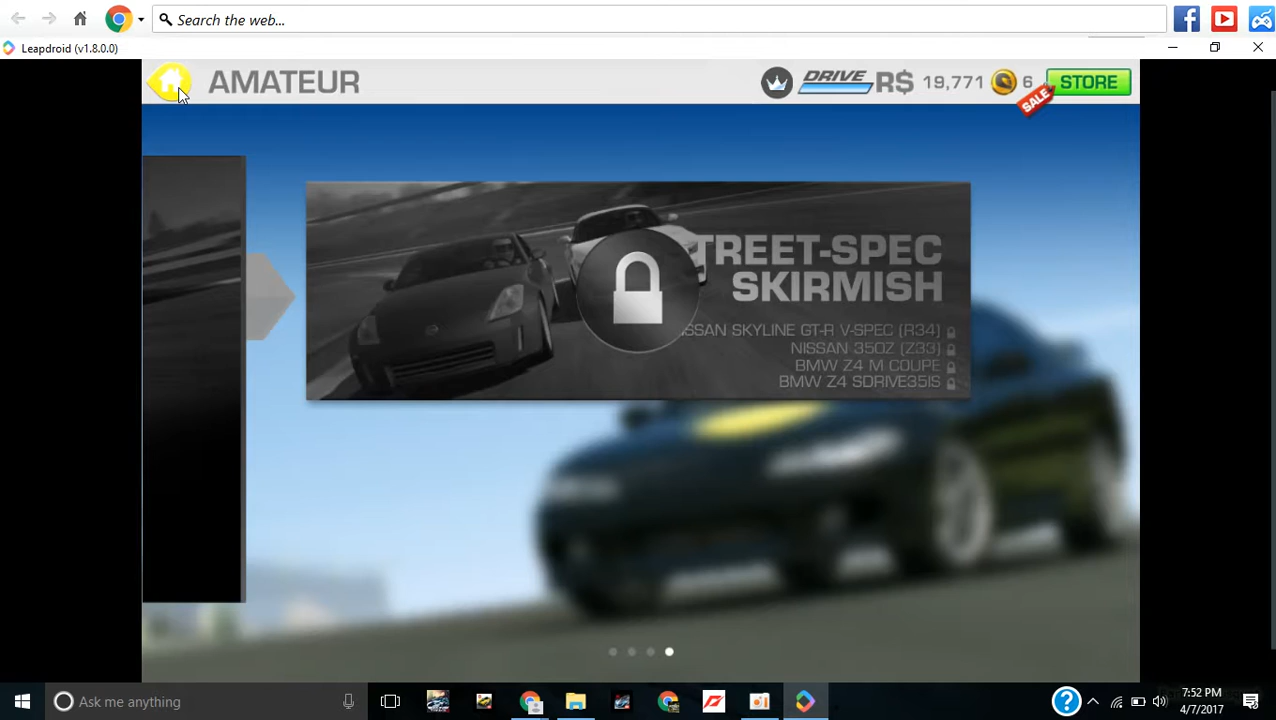 Search the web...
Leapdroid (v1.8.0.0)
AMATEUR
DRIVE R$ 19,771 6 STORE
SALE
TREET-SPEC
SKIRMISH
ISSAN SKYLINE GT-R V-SPEC (R34)
NISSAN 350Z (Z33)
BMW Z4 M COUPE
BMW Z4 SDRIVE35IS
Ask me anything
7:52 PM
4/7/2017